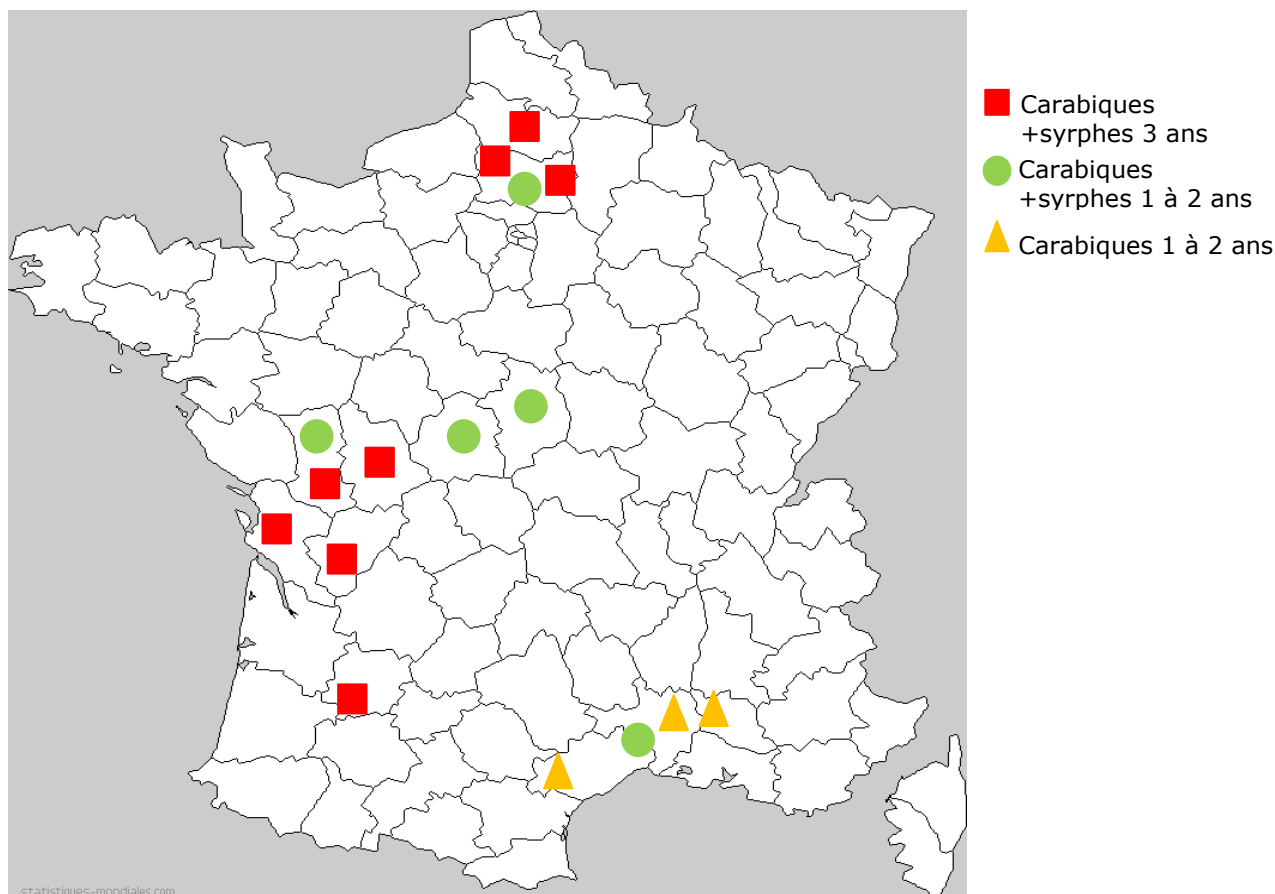 Carabiques
+syrphes 3 ans
Carabiques
+syrphes 1 à 2 ans
Carabiques 1 à 2 ans
statistiques-mondiales.com